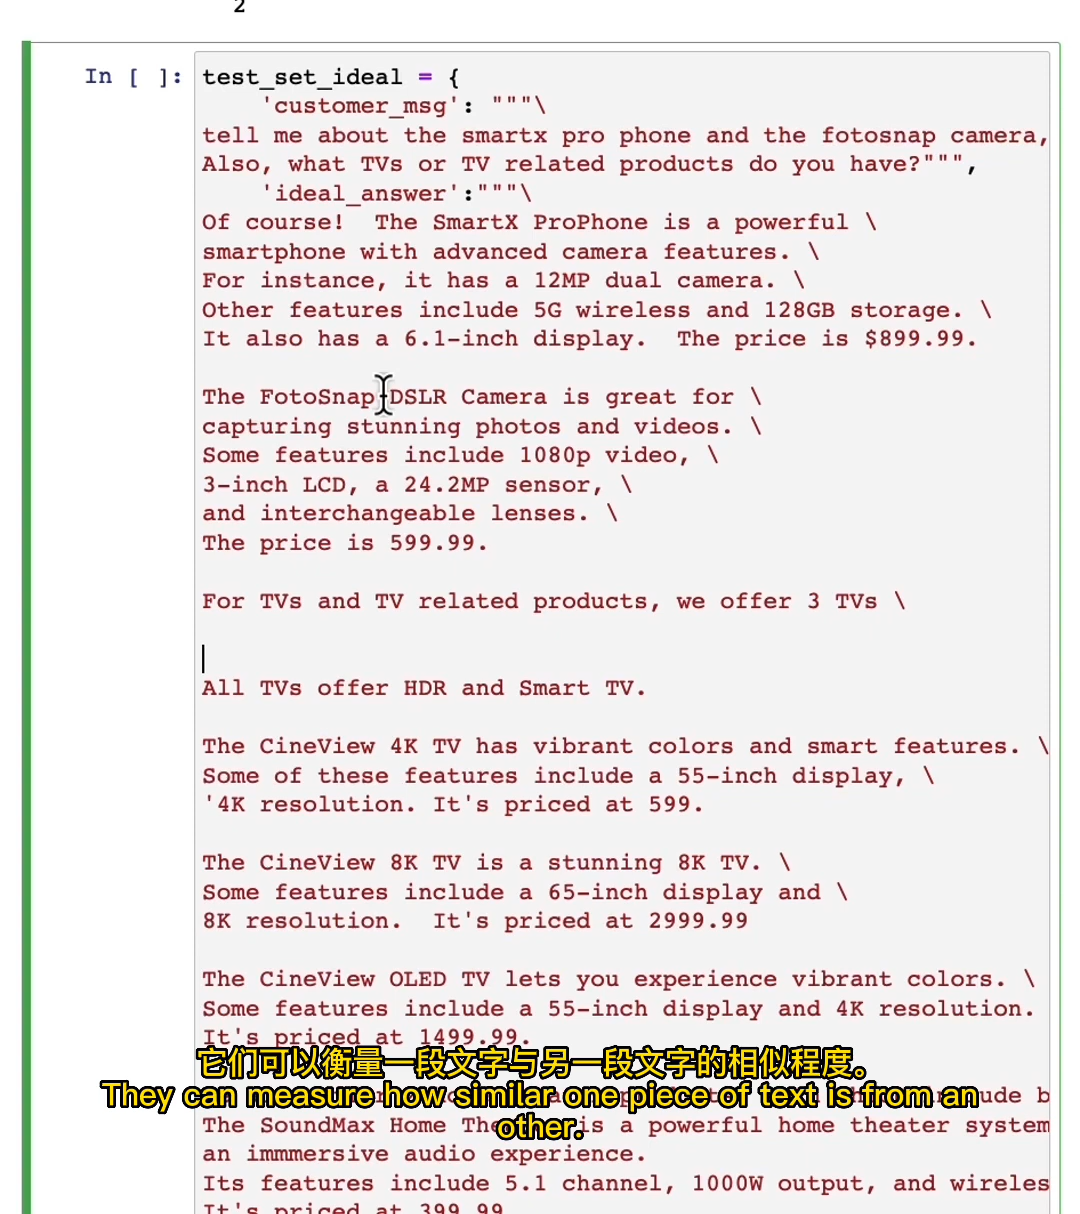 2
In [ ]: test_set_ideal = {
'customer_msg': """\
tell me about the smartx pro phone and the fotosnap camera,
Also, what TVs or TV related products do you have?""",
'ideal_answer':"""\
Of course!  The SmartX ProPhone is a powerful \
smartphone with advanced camera features. \
For instance, it has a 12MP dual camera. \
Other features include 5G wireless and 128GB storage. \
It also has a 6.1-inch display.  The price is $899.99.
The FotoSnap DSLR Camera is great for \
capturing stunning photos and videos. \
Some features include 1080p video, \
3-inch LCD, a 24.2MP sensor, \
and interchangeable lenses. \
The price is 599.99.
For TVs and TV related products, we offer 3 TVs \
All TVs offer HDR and Smart TV.
The CineView 4K TV has vibrant colors and smart features. \
Some of these features include a 55-inch display, \
'4K resolution. It's priced at 599.
The CineView 8K TV is a stunning 8K TV. \
Some features include a 65-inch display and \
8K resolution.  It's priced at 2999.99
The CineView OLED TV lets you experience vibrant colors. \
Some features include a 55-inch display and 4K resolution.
It's priced at 1499.99.
它们可以衡量一段文字与另一段文字的相似程度。
They can measure how similar one piece of text is from an
other.
The SoundMax Home is a powerful home theater system
an immmersive audio experience.
Its features include 5.1 channel, 1000W output, and wireles
It's priced at 399.99